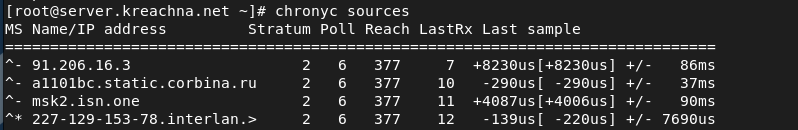 [root@server.kreachna.net ~]# chronyc sources
MS Name/IP address         Stratum Poll Reach LastRx Last sample
===============================================================================
^- 91.206.16.3                   2   6   377     7  +8230us[+8230us] +/-   86ms
^- a1101bc.static.corbina.ru     2   6   377    10   -290us[ -290us] +/-   37ms
^- msk2.isn.one                  2   6   377    11  +4087us[+4006us] +/-   90ms
^* 227-129-153-78.interlan.>     2   6   377    12   -139us[ -220us] +/- 7690us